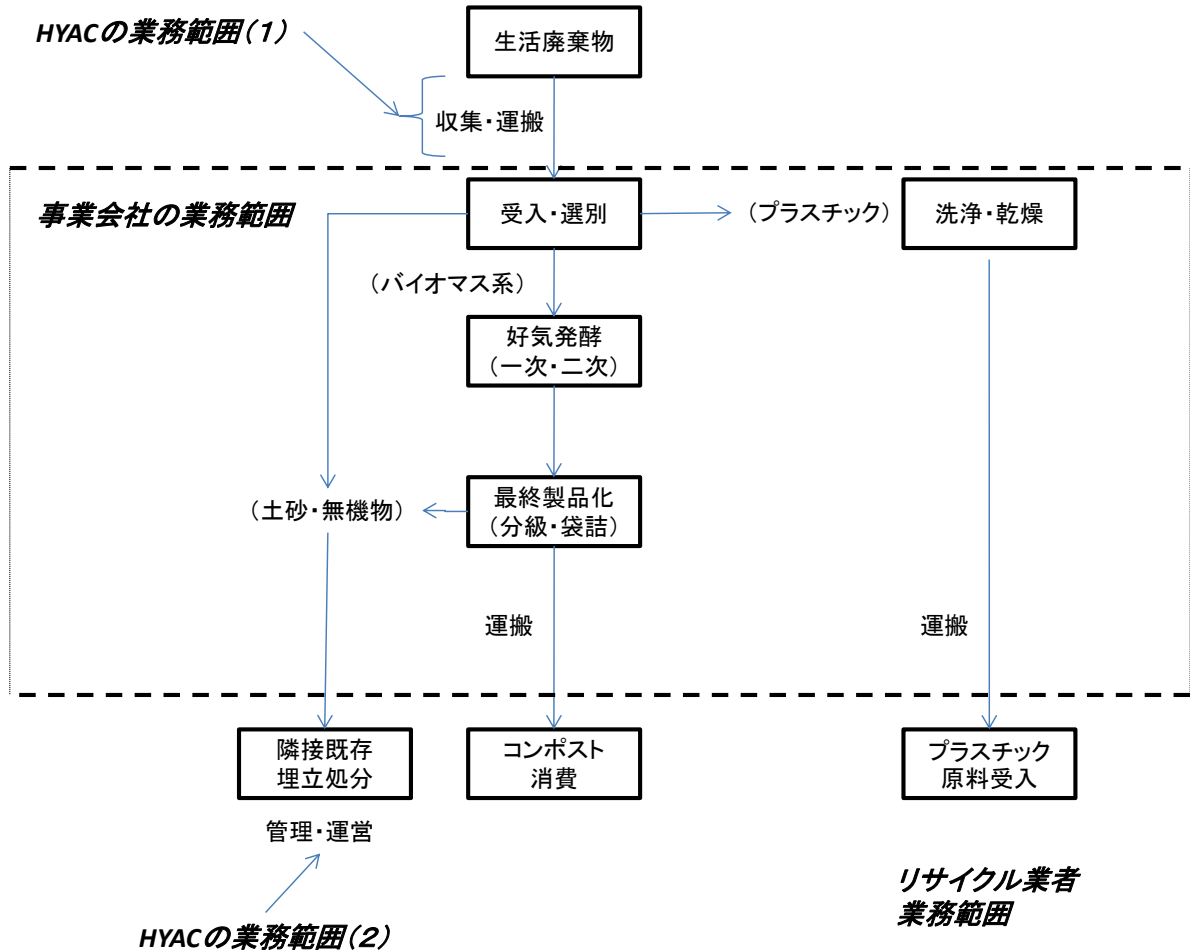 HYACの業務範囲(1)
生活廃棄物
収集・運搬
事業会社の業務範囲
受入・選別
(プラスチック)
洗浄・乾燥
(バイオマス系)
好気発酵
(一次・二次)
(土砂・無機物)
最終製品化
(分級・袋詰)
運搬
運搬
隣接既存
埋立処分
コンポスト
消費
プラスチック
原料受入
管理・運営
リサイクル業者
業務範囲
HYACの業務範囲(2)